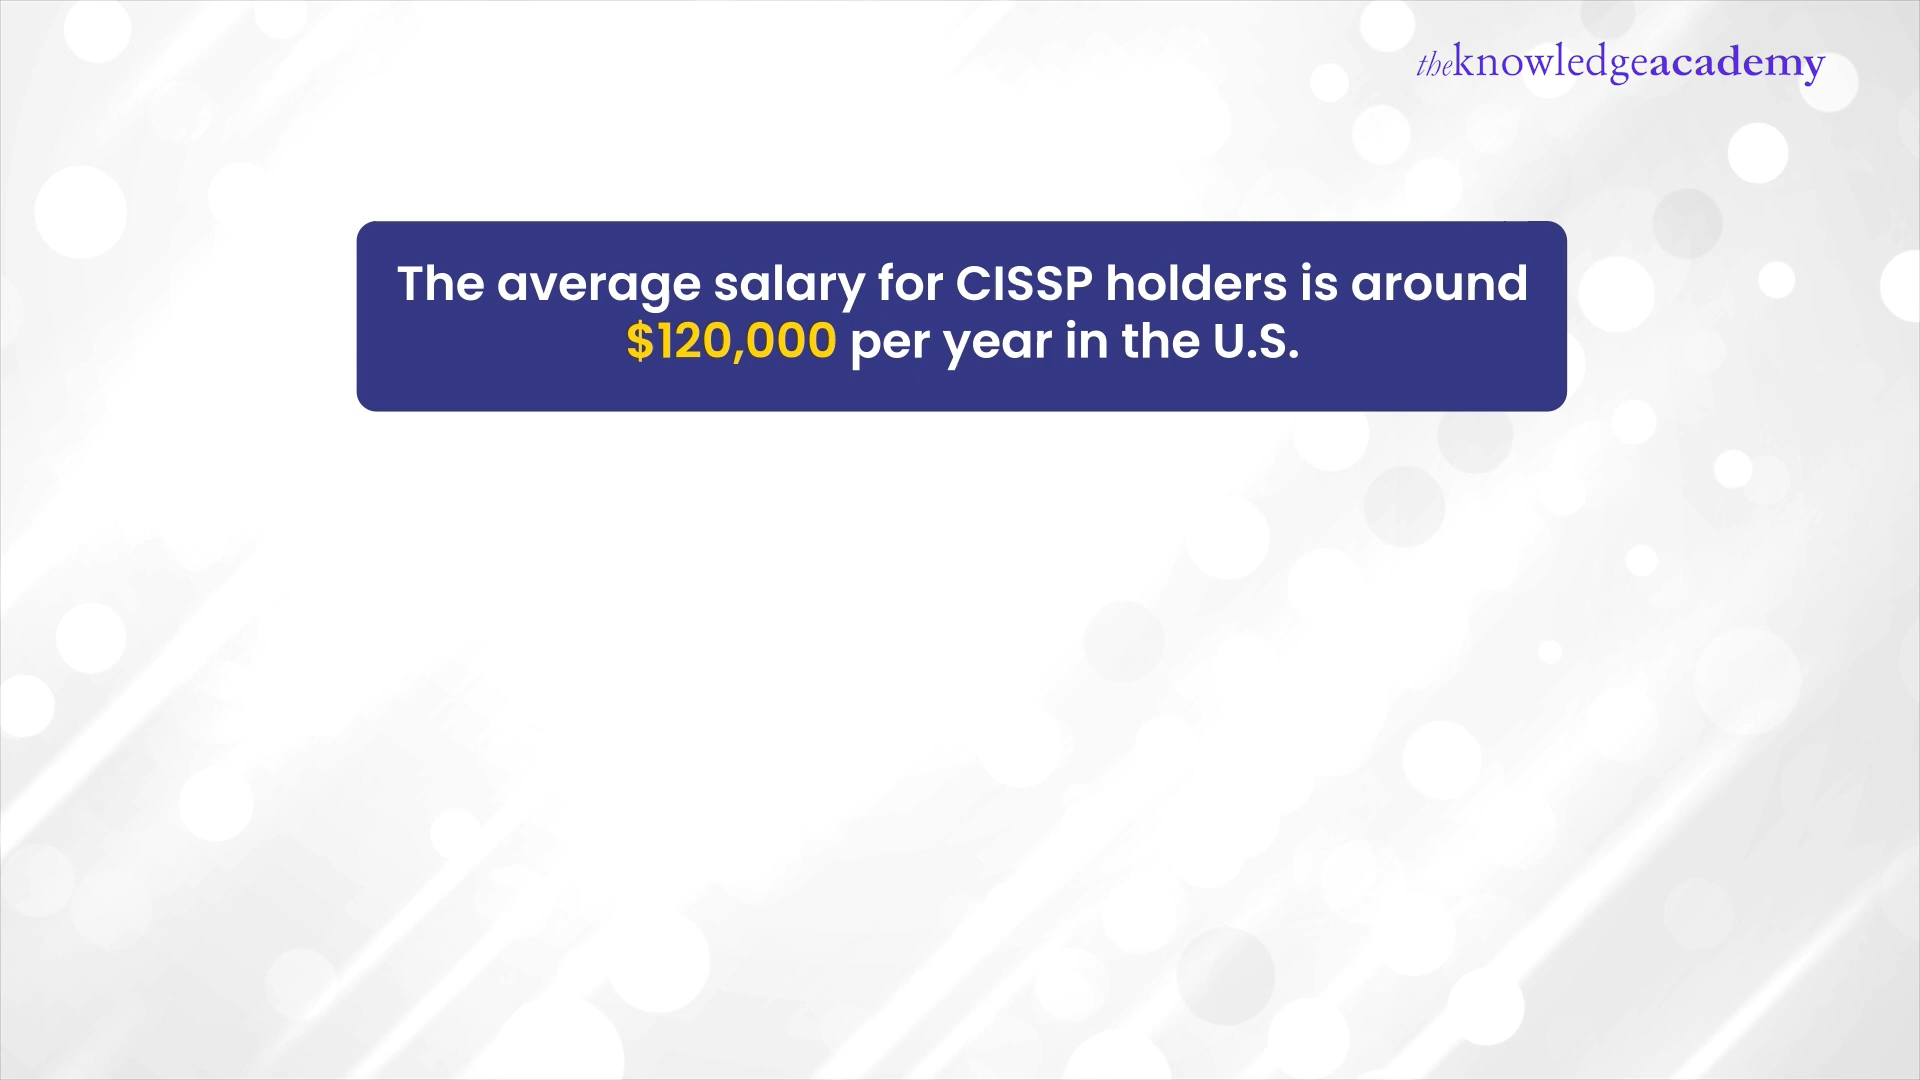 theknowledgeacademy
The average salary for CISSP holders is around
$120,000 per year in the U.S.